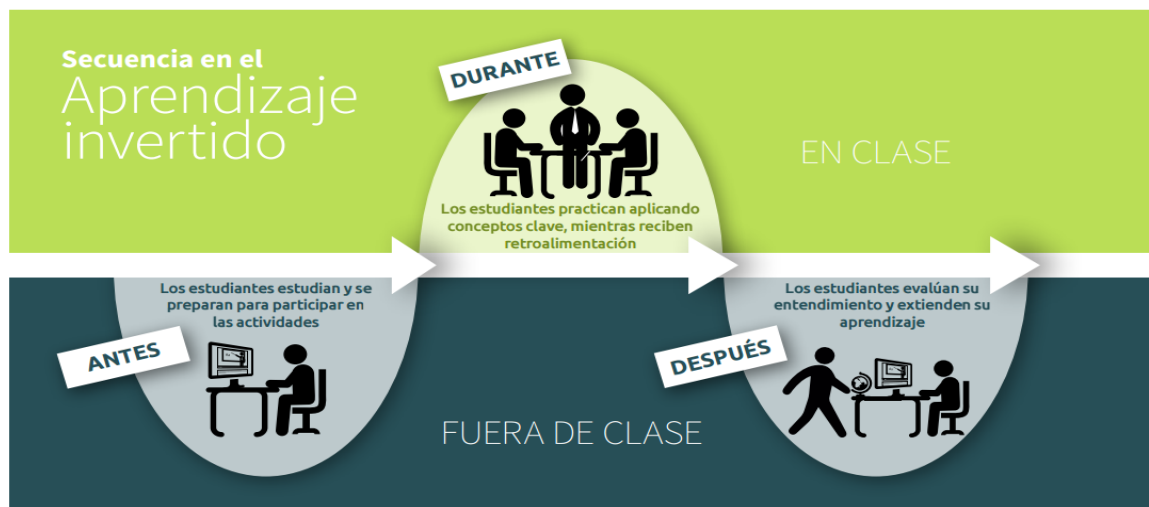 Secuencia en el
Aprendizaje
invertido
DURANTE
EN CLASE
Los estudiantes practican aplicando
conceptos clave, mientras reciben
retroalimentación
Los estudiantes estudian y se
preparan para participar en
las actividades
ANTES
FUERA DE CLASE
Los estudiantes evalúan su
entendimiento y extienden su
aprendizaje
DESPUÉS